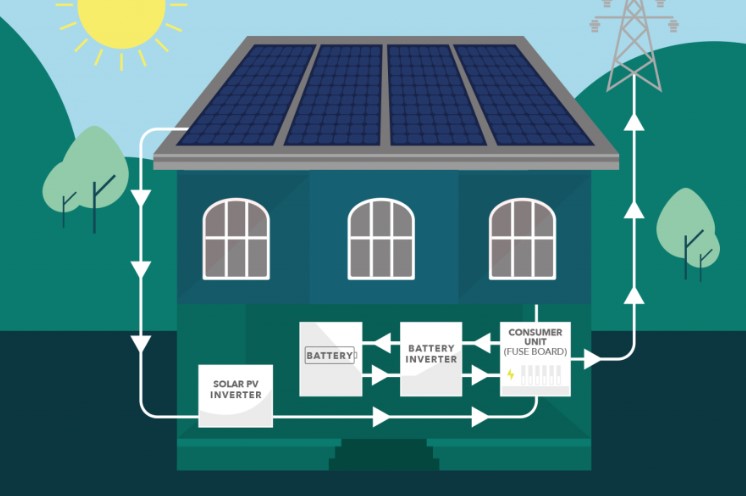 CONSUMER
UNIT
(FUSE BOARD)
BATTERY
INVERTER
BATTERY
SOLAR PV
INVERTER